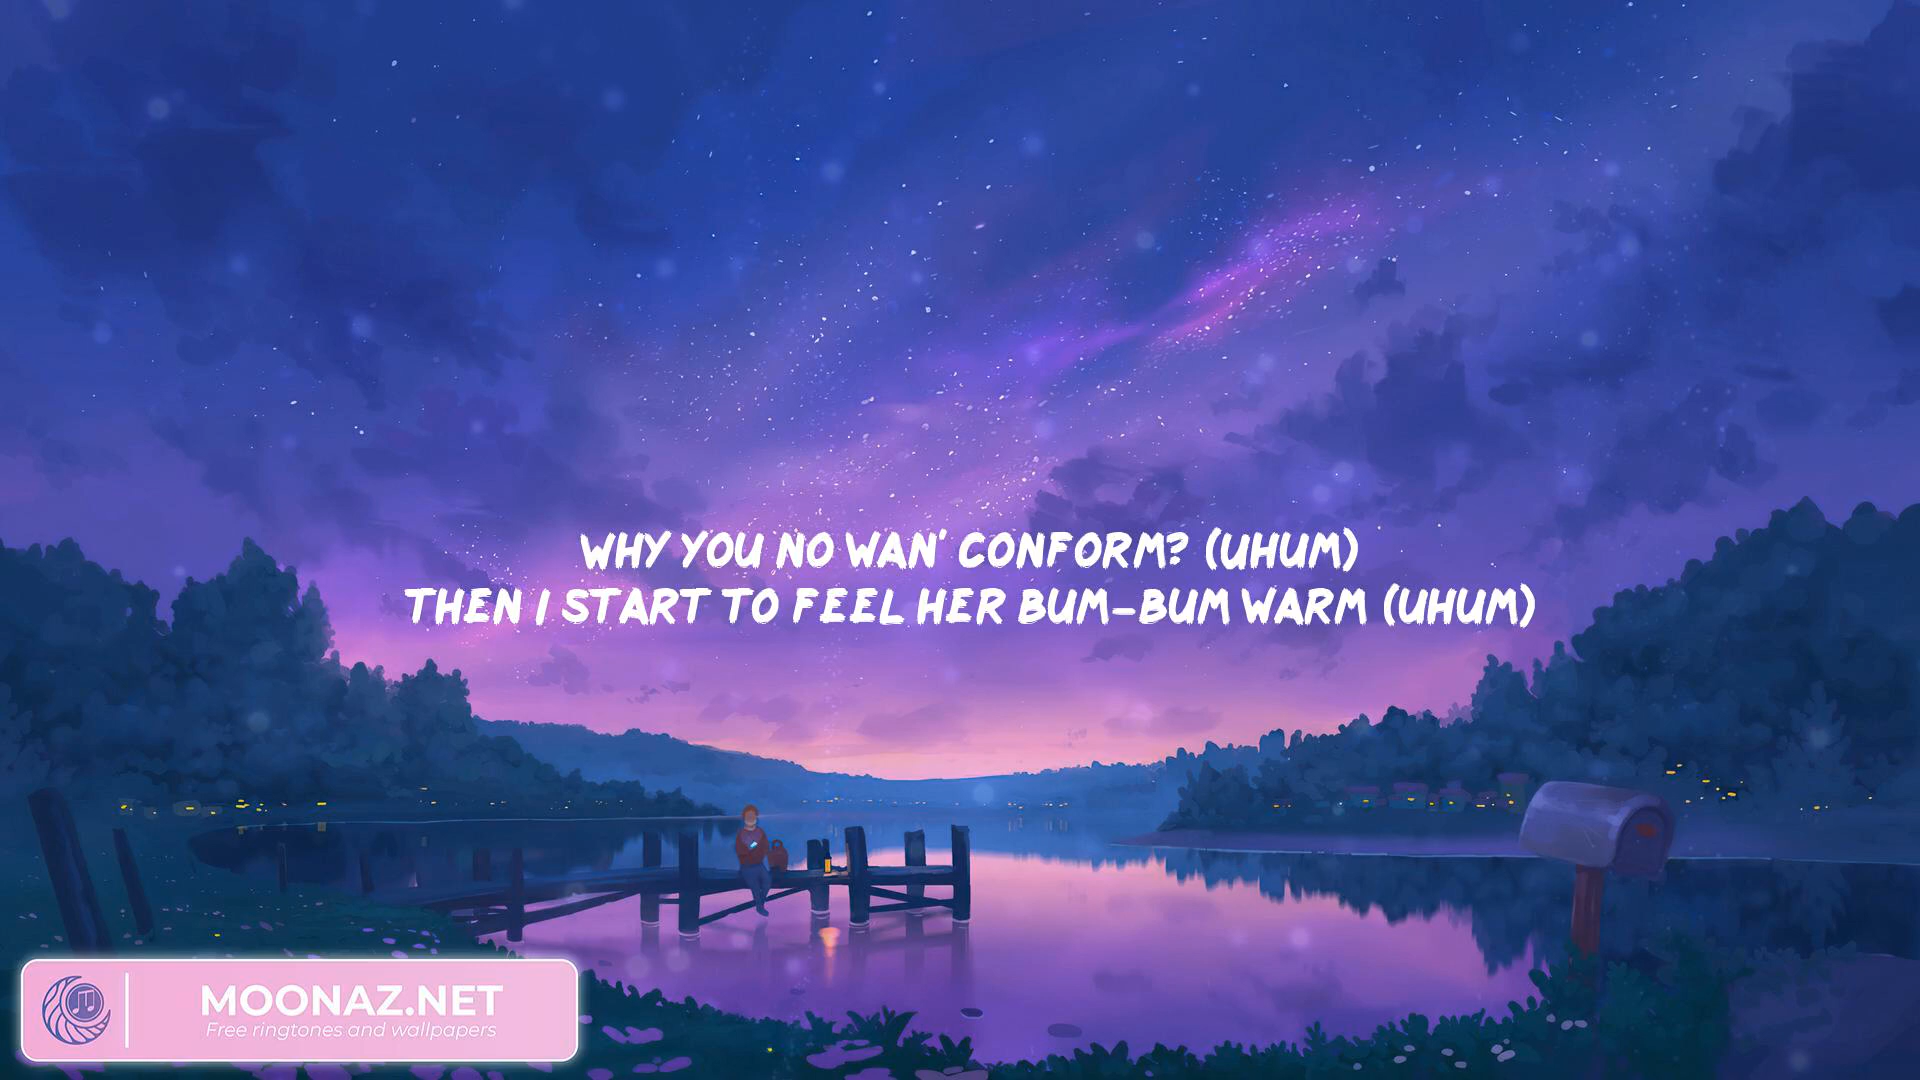 WHY YOU NO WAN' CONFORM? (UHUM)
THEN I START TO FEEL HER BUM-BUM WARM (UHUM)
MOONAZ.NET
Free ringtones and wallpapers